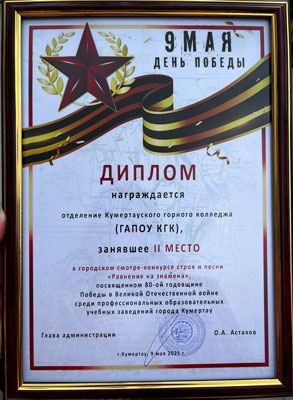 9 МАЯ
ДЕНЬ ПОБЕДЫ
ДИПЛОМ
награждается
отделение Кумертауского горного колледжа
(ГАПОУ КГК),
занявшее II МЕСТО
в городском смотре-конкурсе строя и песни
«Равнение на знамена»,
посвященном 80-ой годовщине
Победы в Великой Отечественной войне
среди профессиональных образовательных
учебных заведений города Кумертау
Глава администрации
О.А. Астахов
г.Кумертау, 9 мая 2025 г.